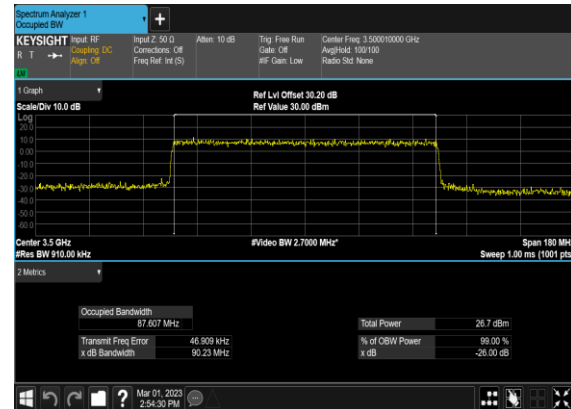 Spectrum Analyzer 1
Occupied BW
+
KEYSIGHT Input: RF Input Z: 50 Ω Atten: 10 dB Trig: Free Run Center Freq: 3.500010000 GHz
R T Coupling: DC Corrections: Off Gate: Off Avg|Hold: 100/100
Align: Off Freq Ref: Int (S) #IF Gain: Low Radio Std: None
1 Graph
Ref Lvl Offset 30.20 dB
Scale/Div 10.0 dB Ref Value 30.00 dBm
Log
20.0
10.0
0.00
-10.0
-20.0
-30.0
-40.0
-50.0
-60.0
Center 3.5 GHz #Video BW 2.7000 MHz* Span 180 MH
#Res BW 910.00 kHz Sweep 1.00 ms (1001 pts
2 Metrics
Occupied Bandwidth
87.607 MHz Total Power 26.7 dBm
Transmit Freq Error 46.909 kHz % of OBW Power 99.00 %
x dB Bandwidth 90.23 MHz x dB -26.00 dB
? Mar 01, 2023
2:54:30 PM